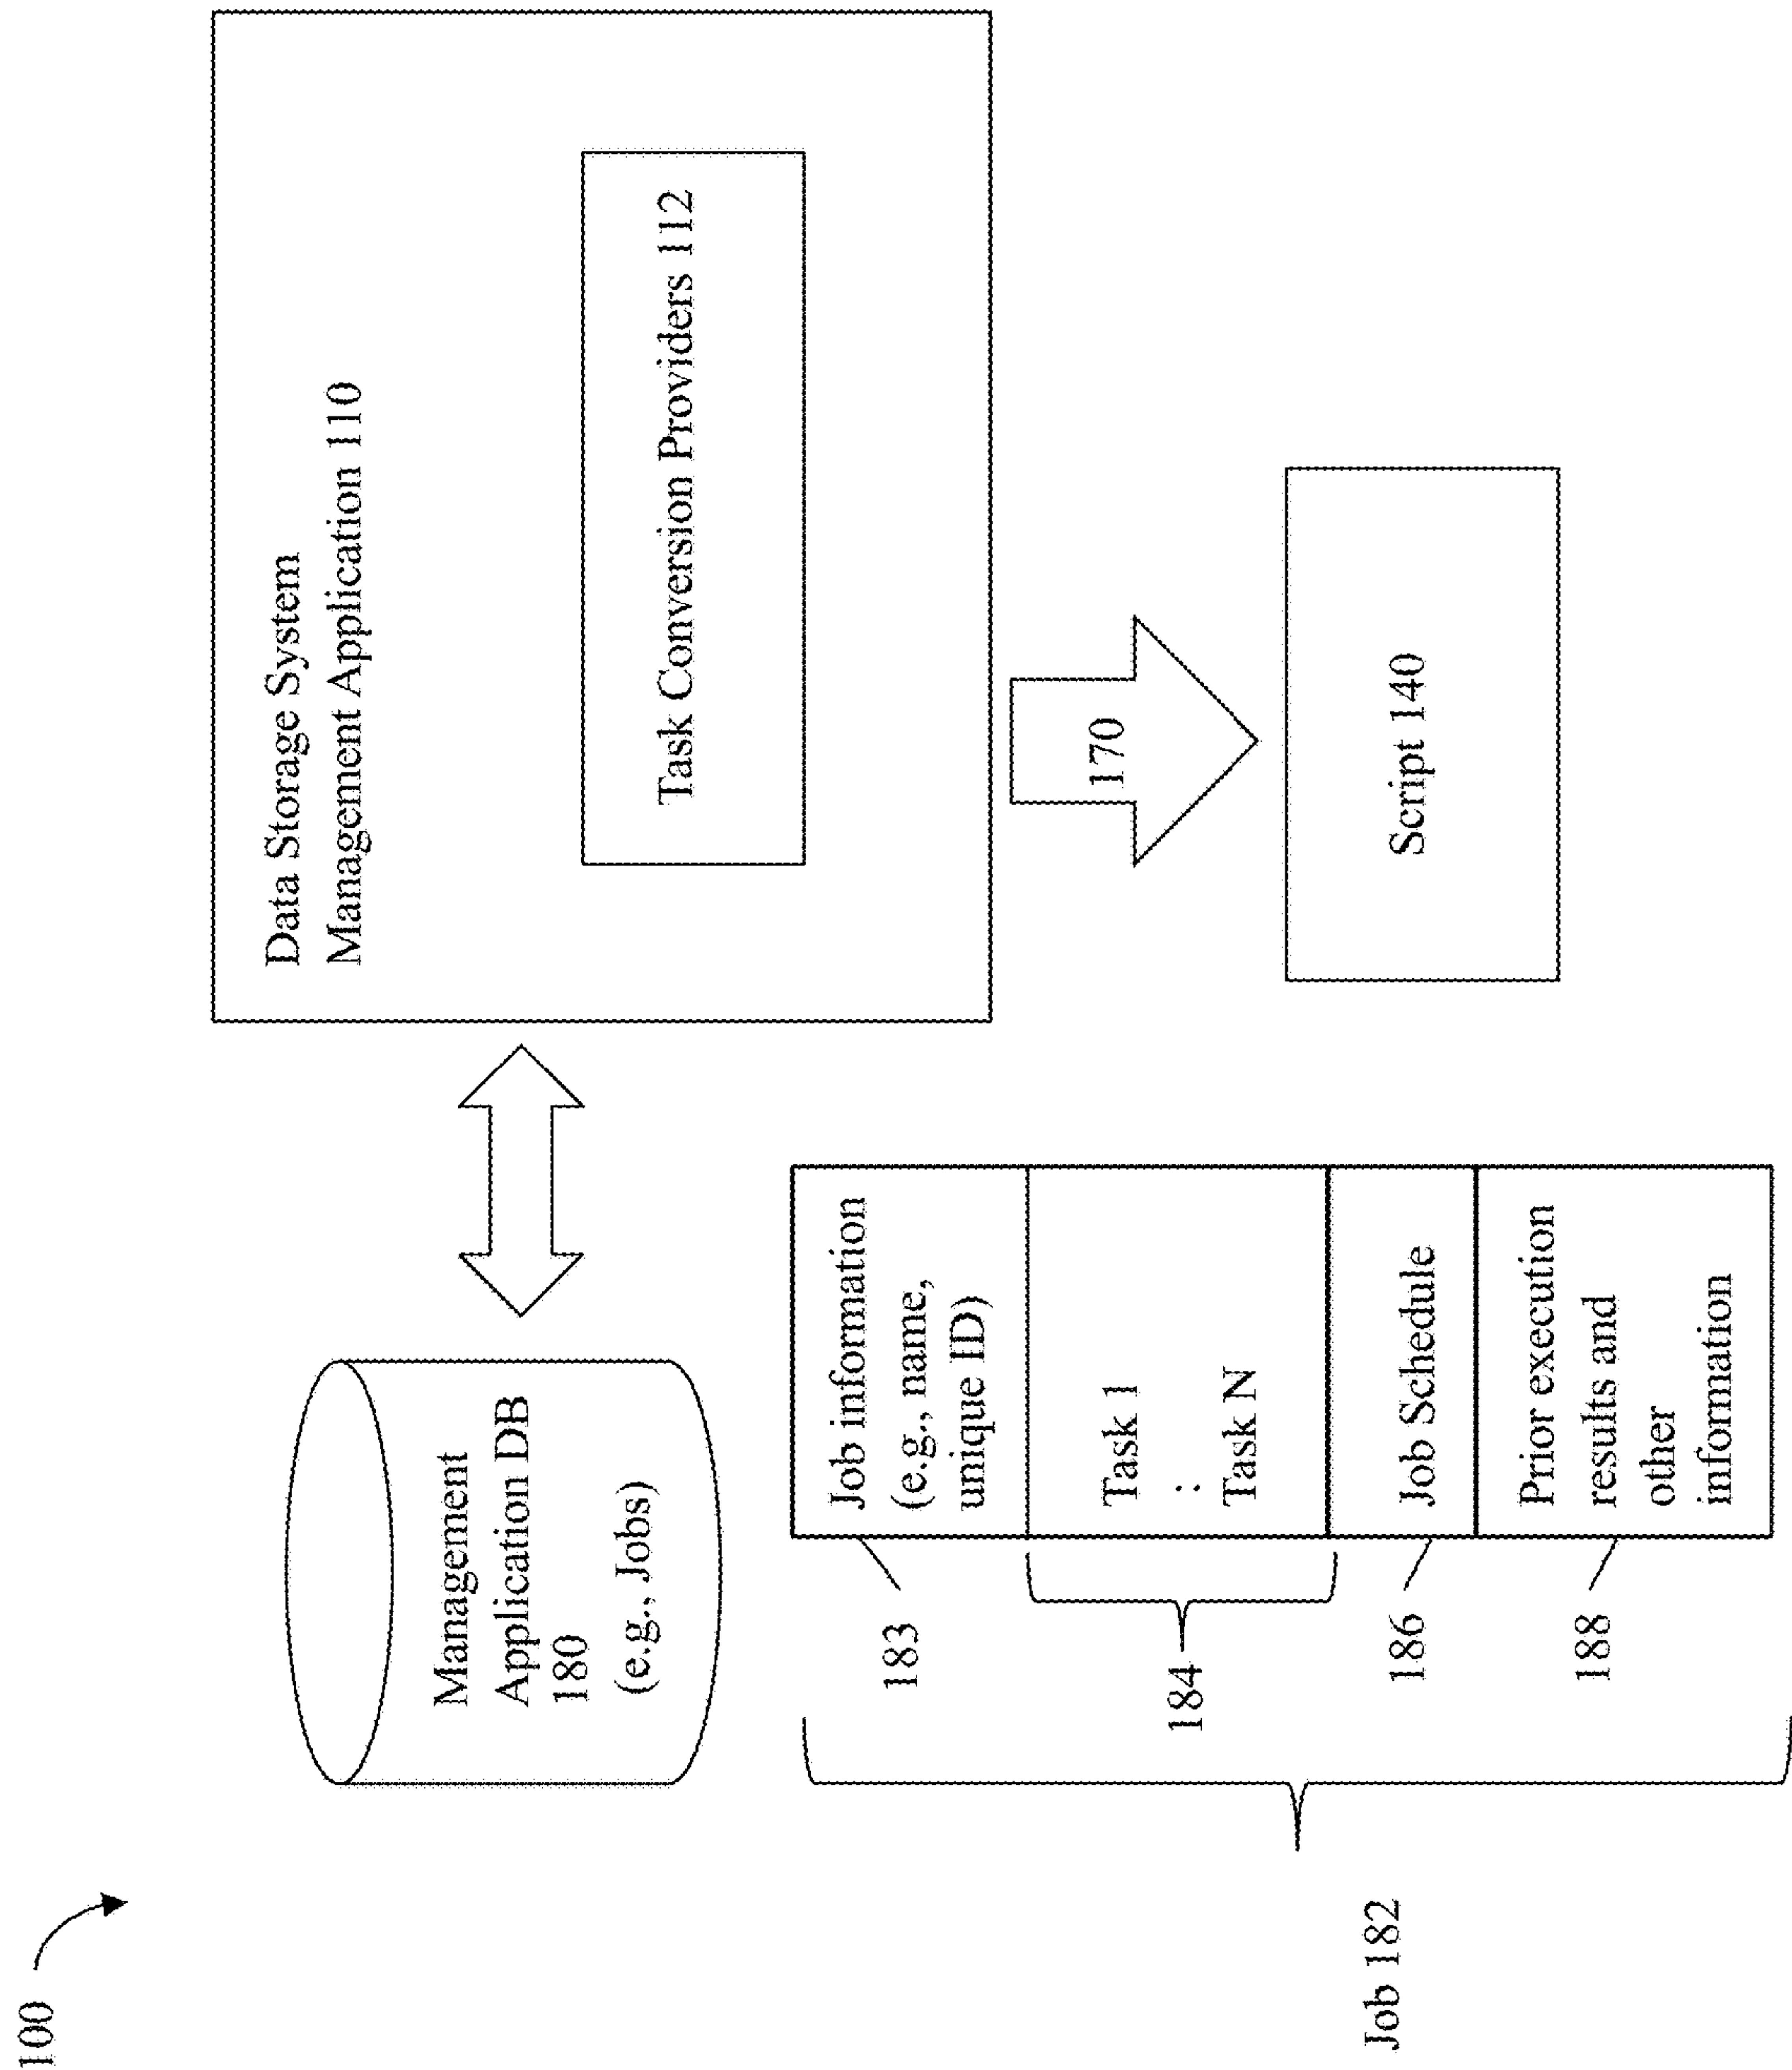 100
Management
Application DB
180
(e.g., Jobs)
Data Storage System
Management Application 110
Task Conversion Providers 112
170
Script 140
Job 182
183
Job information
(e.g., name,
unique ID)
184
Task 1
:
Task N
186
Job Schedule
188
Prior execution
results and
other
information